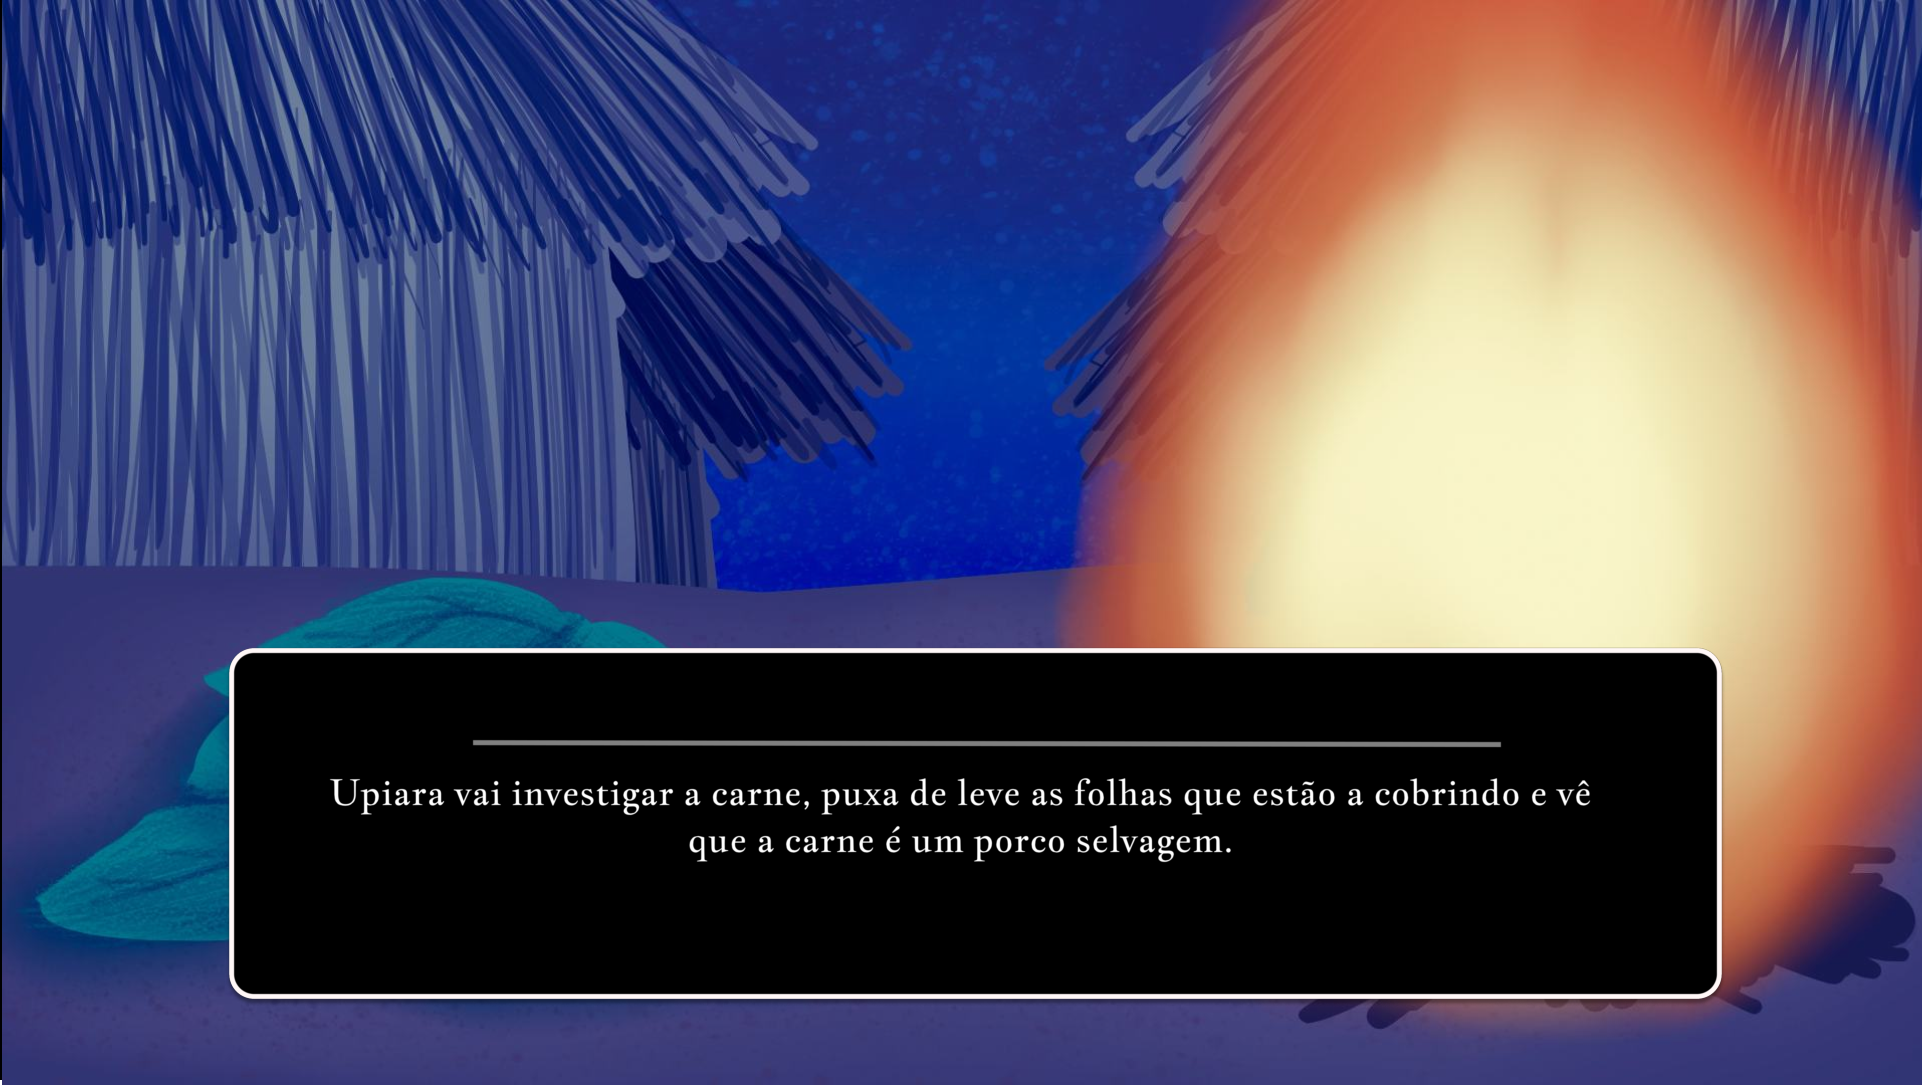 Upiara vai investigar a carne, puxa de leve as folhas que estão a cobrindo e vê
que a carne é um porco selvagem.